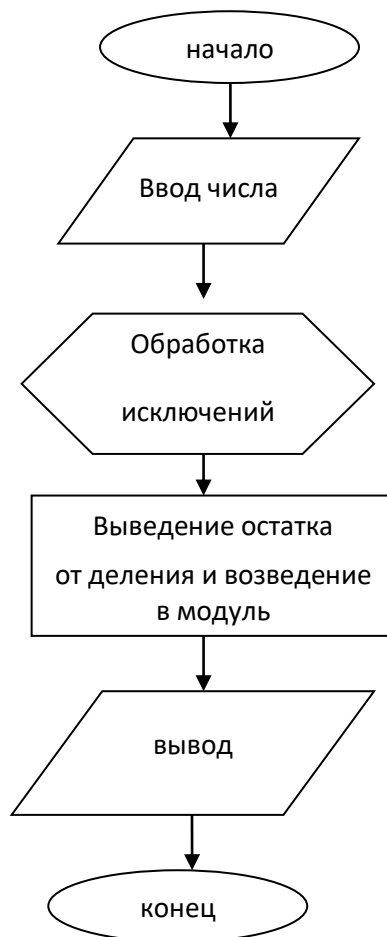 начало
Ввод числа
Обработка
исключений
Выведение остатка
от деления и возведение
в модуль
вывод
конец